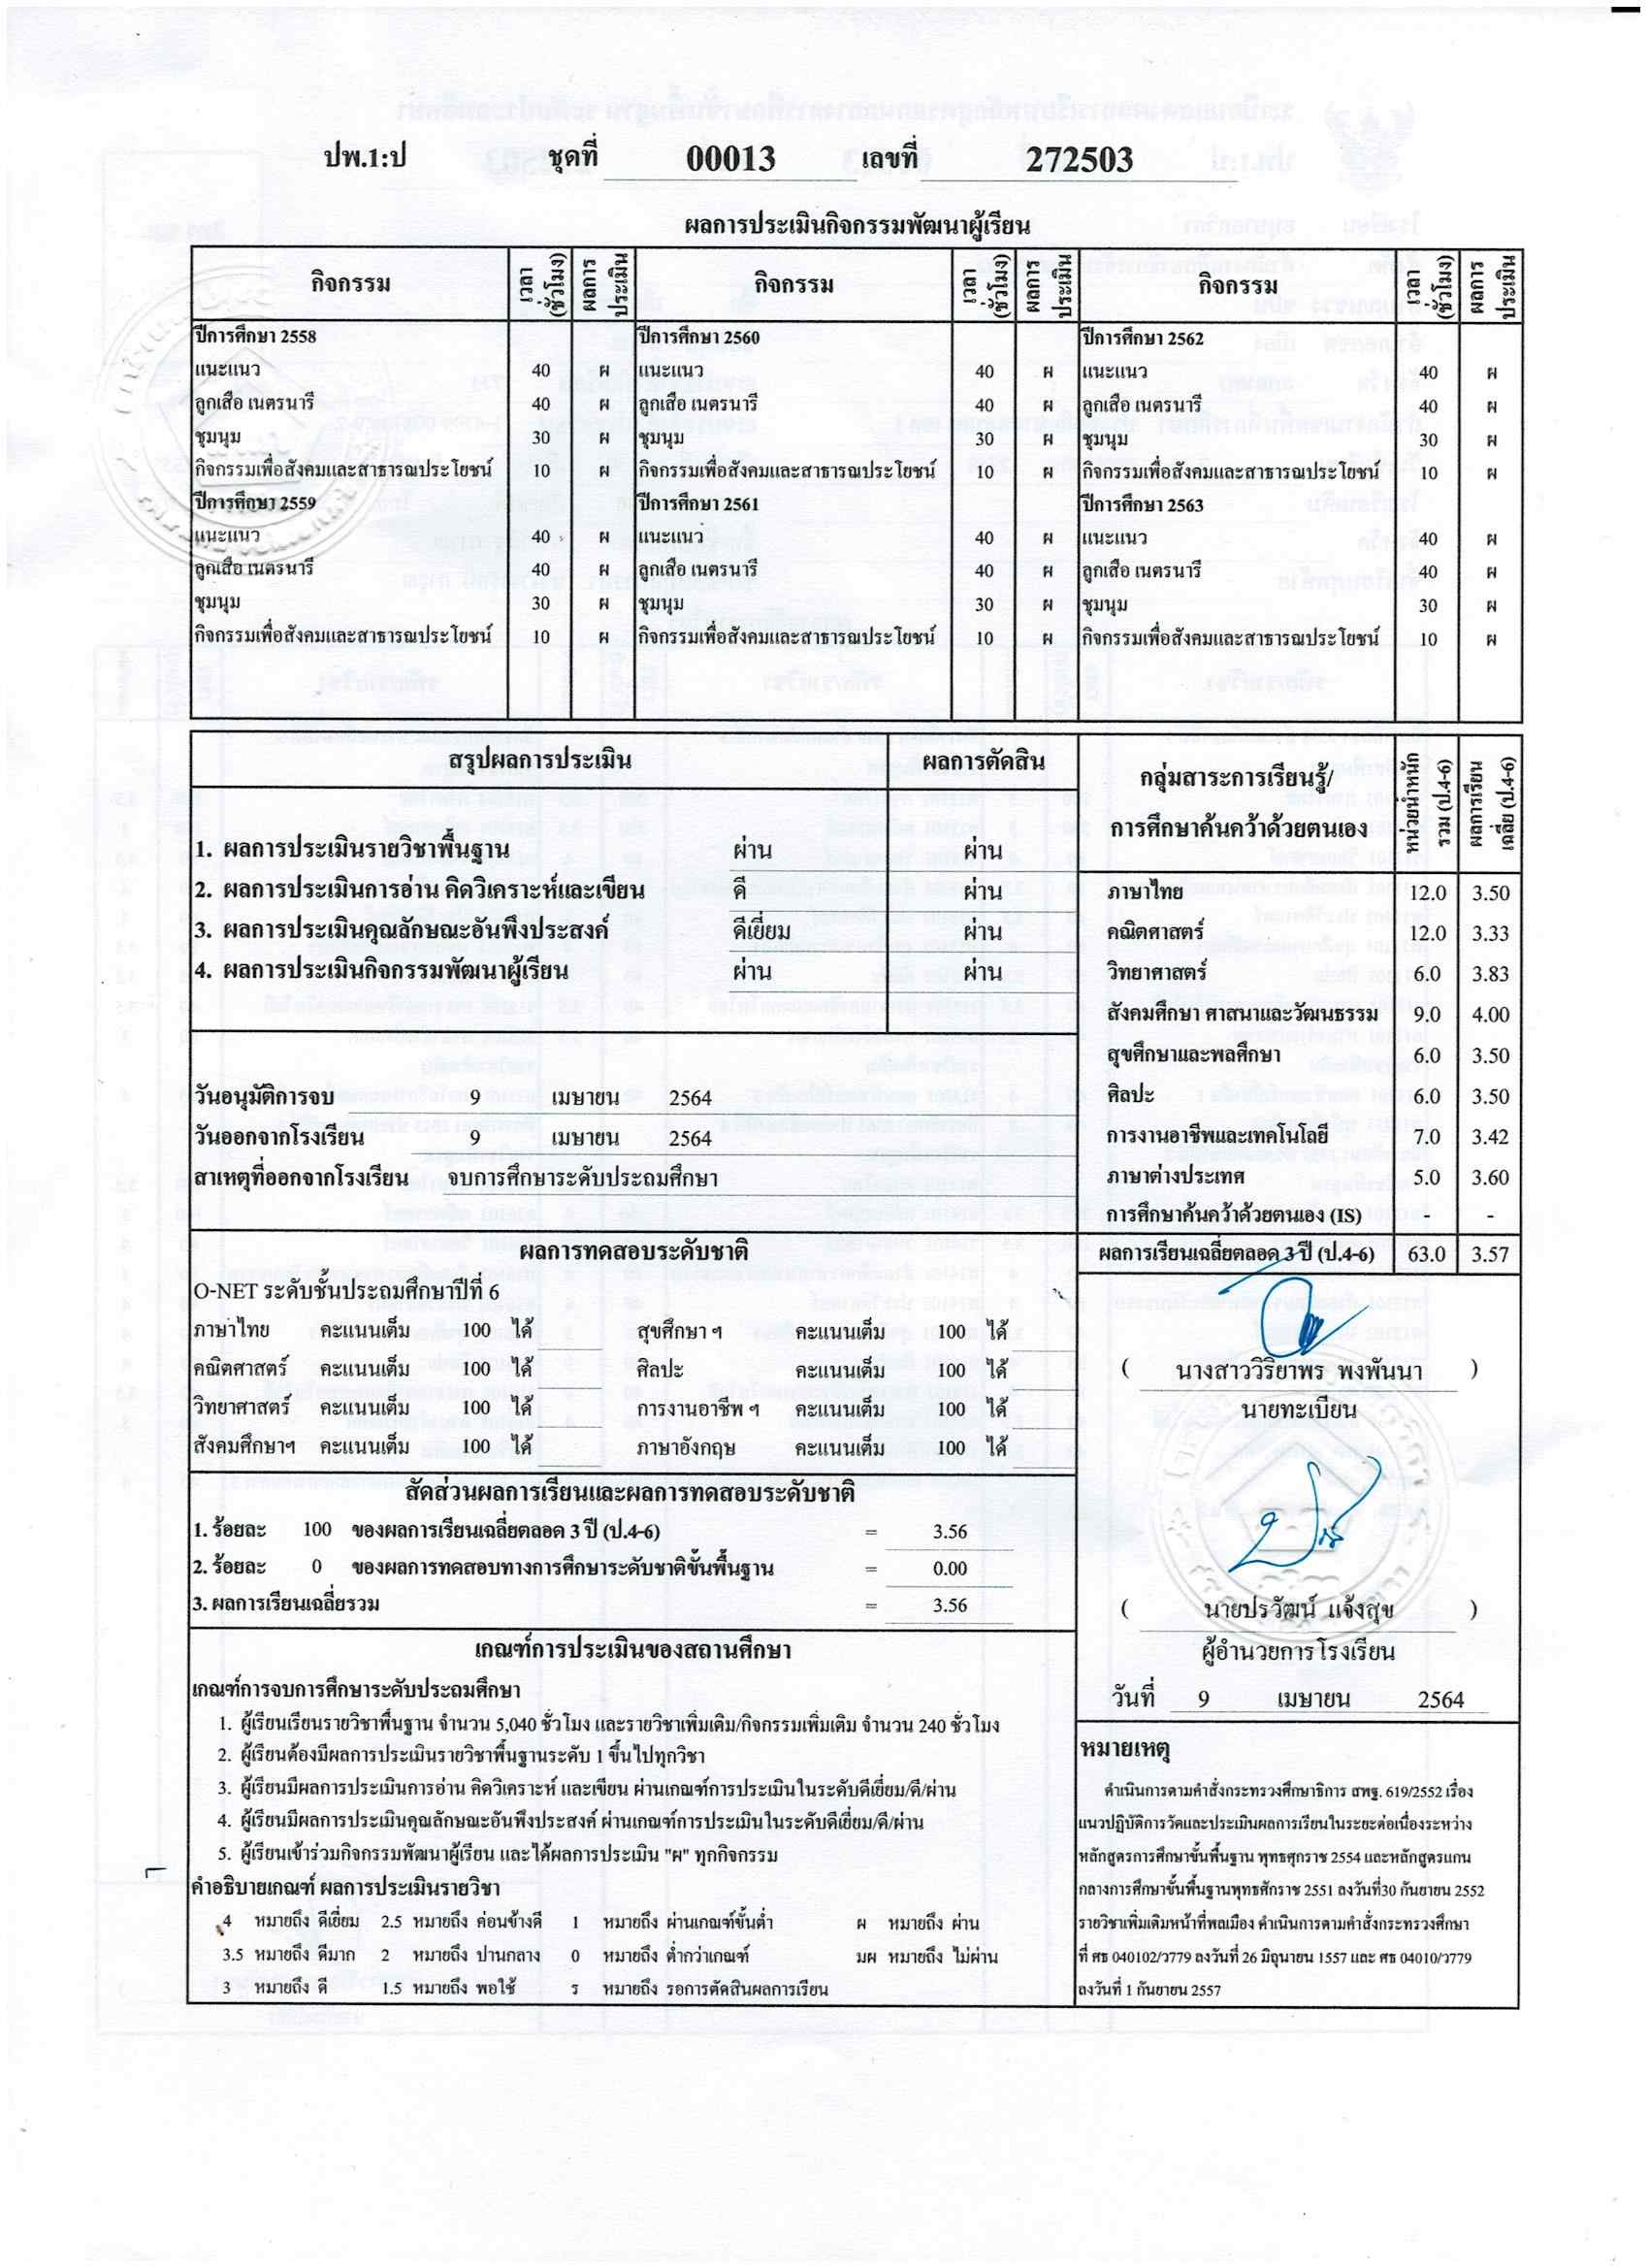 ปพ.1:ป ชุดที่ 00013 เลขที่ 272503
ผลการประเมินกิจกรรมพัฒนาผู้เรียน
กิจกรรม เวลา (ชั่วโมง) ผลการประเมิน กิจกรรม เวลา (ชั่วโมง) ผลการประเมิน กิจกรรม เวลา (ชั่วโมง) ผลการประเมิน
ปีการศึกษา 2558 ปีการศึกษา 2560 ปีการศึกษา 2562
แนะแนว 40 ผ แนะแนว 40 ผ แนะแนว 40 ผ
ลูกเสือ เนตรนารี 40 ผ ลูกเสือ เนตรนารี 40 ผ ลูกเสือ เนตรนารี 40 ผ
ชุมนุม 30 ผ ชุมนุม 30 ผ ชุมนุม 30 ผ
กิจกรรมเพื่อสังคมและสาธารณประโยชน์ 10 ผ กิจกรรมเพื่อสังคมและสาธารณประโยชน์ 10 ผ กิจกรรมเพื่อสังคมและสาธารณประโยชน์ 10 ผ
ปีการศึกษา 2559 ปีการศึกษา 2561 ปีการศึกษา 2563
แนะแนว 40 ผ แนะแนว 40 ผ แนะแนว 40 ผ
ลูกเสือ เนตรนารี 40 ผ ลูกเสือ เนตรนารี 40 ผ ลูกเสือ เนตรนารี 40 ผ
ชุมนุม 30 ผ ชุมนุม 30 ผ ชุมนุม 30 ผ
กิจกรรมเพื่อสังคมและสาธารณประโยชน์ 10 ผ กิจกรรมเพื่อสังคมและสาธารณประโยชน์ 10 ผ กิจกรรมเพื่อสังคมและสาธารณประโยชน์ 10 ผ
สรุปผลการประเมิน ผลการตัดสิน
1. ผลการประเมินรายวิชาพื้นฐาน ผ่าน ผ่าน
2. ผลการประเมินการอ่าน คิดวิเคราะห์และเขียน ดี ผ่าน
3. ผลการประเมินคุณลักษณะอันพึงประสงค์ ดีเยี่ยม ผ่าน
4. ผลการประเมินกิจกรรมพัฒนาผู้เรียน ผ่าน ผ่าน
วันอนุมัติการจบ 9 เมษายน 2564
วันออกจากโรงเรียน 9 เมษายน 2564
สาเหตุที่ออกจากโรงเรียน จบการศึกษาระดับประถมศึกษา
กลุ่มสาระการเรียนรู้/
การศึกษาค้นคว้าด้วยตนเอง
หน่วยน้ำหนัก รวม (ป.4-6) ผลการเรียน เฉลี่ย (ป.4-6)
ภาษาไทย 12.0 3.50
คณิตศาสตร์ 12.0 3.33
วิทยาศาสตร์ 6.0 3.83
สังคมศึกษา ศาสนาและวัฒนธรรม 9.0 4.00
สุขศึกษาและพลศึกษา 6.0 3.50
ศิลปะ 6.0 3.50
การงานอาชีพและเทคโนโลยี 7.0 3.42
ภาษาต่างประเทศ 5.0 3.60
การศึกษาค้นคว้าด้วยตนเอง (IS) - -
ผลการเรียนเฉลี่ยตลอด 3 ปี (ป.4-6) 63.0 3.57
ผลการทดสอบระดับชาติ
O-NET ระดับชั้นประถมศึกษาปีที่ 6
ภาษาไทย คะแนนเต็ม 100 ได้ สุขศึกษา ฯ คะแนนเต็ม 100 ได้
คณิตศาสตร์ คะแนนเต็ม 100 ได้ ศิลปะ คะแนนเต็ม 100 ได้
วิทยาศาสตร์ คะแนนเต็ม 100 ได้ การงานอาชีพ ฯ คะแนนเต็ม 100 ได้
สังคมศึกษาฯ คะแนนเต็ม 100 ได้ ภาษาอังกฤษ คะแนนเต็ม 100 ได้
สัดส่วนผลการเรียนและผลการทดสอบระดับชาติ
1. ร้อยละ 100 ของผลการเรียนเฉลี่ยตลอด 3 ปี (ป.4-6) = 3.56
2. ร้อยละ 0 ของผลการทดสอบทางการศึกษาระดับชาติขั้นพื้นฐาน = 0.00
3. ผลการเรียนเฉลี่ยรวม = 3.56
เกณฑ์การประเมินของสถานศึกษา
เกณฑ์การจบการศึกษาระดับประถมศึกษา
1. ผู้เรียนเรียนรายวิชาพื้นฐาน จำนวน 5,040 ชั่วโมง และรายวิชาเพิ่มเติม/กิจกรรมเพิ่มเติม จำนวน 240 ชั่วโมง
2. ผู้เรียนต้องมีผลการประเมินรายวิชาพื้นฐานระดับ 1 ขึ้นไปทุกวิชา
3. ผู้เรียนมีผลการประเมินการอ่าน คิดวิเคราะห์ และเขียน ผ่านเกณฑ์การประเมินในระดับดีเยี่ยม/ดี/ผ่าน
4. ผู้เรียนมีผลการประเมินคุณลักษณะอันพึงประสงค์ ผ่านเกณฑ์การประเมินในระดับดีเยี่ยม/ดี/ผ่าน
5. ผู้เรียนเข้าร่วมกิจกรรมพัฒนาผู้เรียน และได้ผลการประเมิน "ผ" ทุกกิจกรรม
คำอธิบายเกณฑ์ ผลการประเมินรายวิชา
4 หมายถึง ดีเยี่ยม 2.5 หมายถึง ค่อนข้างดี 1 หมายถึง ผ่านเกณฑ์ขั้นต่ำ ผ หมายถึง ผ่าน
3.5 หมายถึง ดีมาก 2 หมายถึง ปานกลาง 0 หมายถึง ต่ำกว่าเกณฑ์ มผ หมายถึง ไม่ผ่าน
3 หมายถึง ดี 1.5 หมายถึง พอใช้ ร หมายถึง รอการตัดสินผลการเรียน
( นางสาววิริยาพร พงพันนา )
นายทะเบียน
( นายปรวัฒน์ แจ้งสุข )
ผู้อำนวยการโรงเรียน
วันที่ 9 เมษายน 2564
หมายเหตุ
ดำเนินการตามคำสั่งกระทรวงศึกษาธิการ สพฐ. 619/2552 เรื่อง
แนวปฏิบัติการวัดและประเมินผลการเรียนในระยะต่อเนื่องระหว่าง
หลักสูตรการศึกษาขั้นพื้นฐาน พุทธศุกราช 2554 และหลักสูตรแกน
กลางการศึกษาขั้นพื้นฐานพุทธศักราช 2551 ลงวันที่30 กันยายน 2552
รายวิชาเพิ่มเติมหน้าที่พลเมือง ดำเนินการตามคำสั่งกระทรวงศึกษา
ที่ ศธ 040102/ว779 ลงวันที่ 26 มิถุนายน 1557 และ ศธ 04010/ว779
ลงวันที่ 1 กันยายน 2557